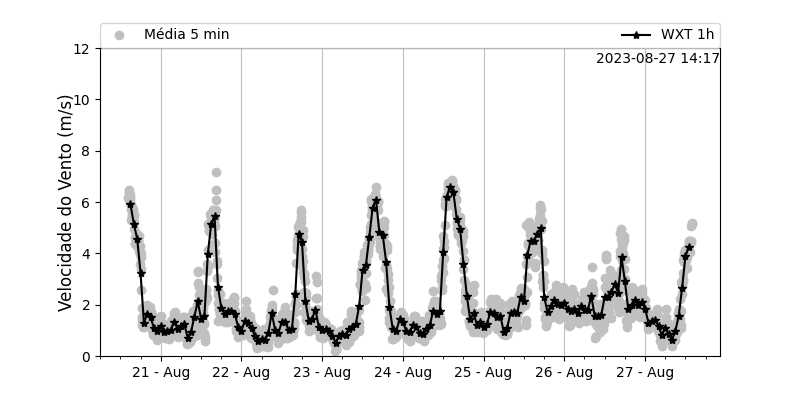 Média 5 min
WXT 1h
2023-08-27 14:17
Velocidade do Vento (m/s)
12
10
8
6
4
2
0
21 - Aug
22 - Aug
23 - Aug
24 - Aug
25 - Aug
26 - Aug
27 - Aug